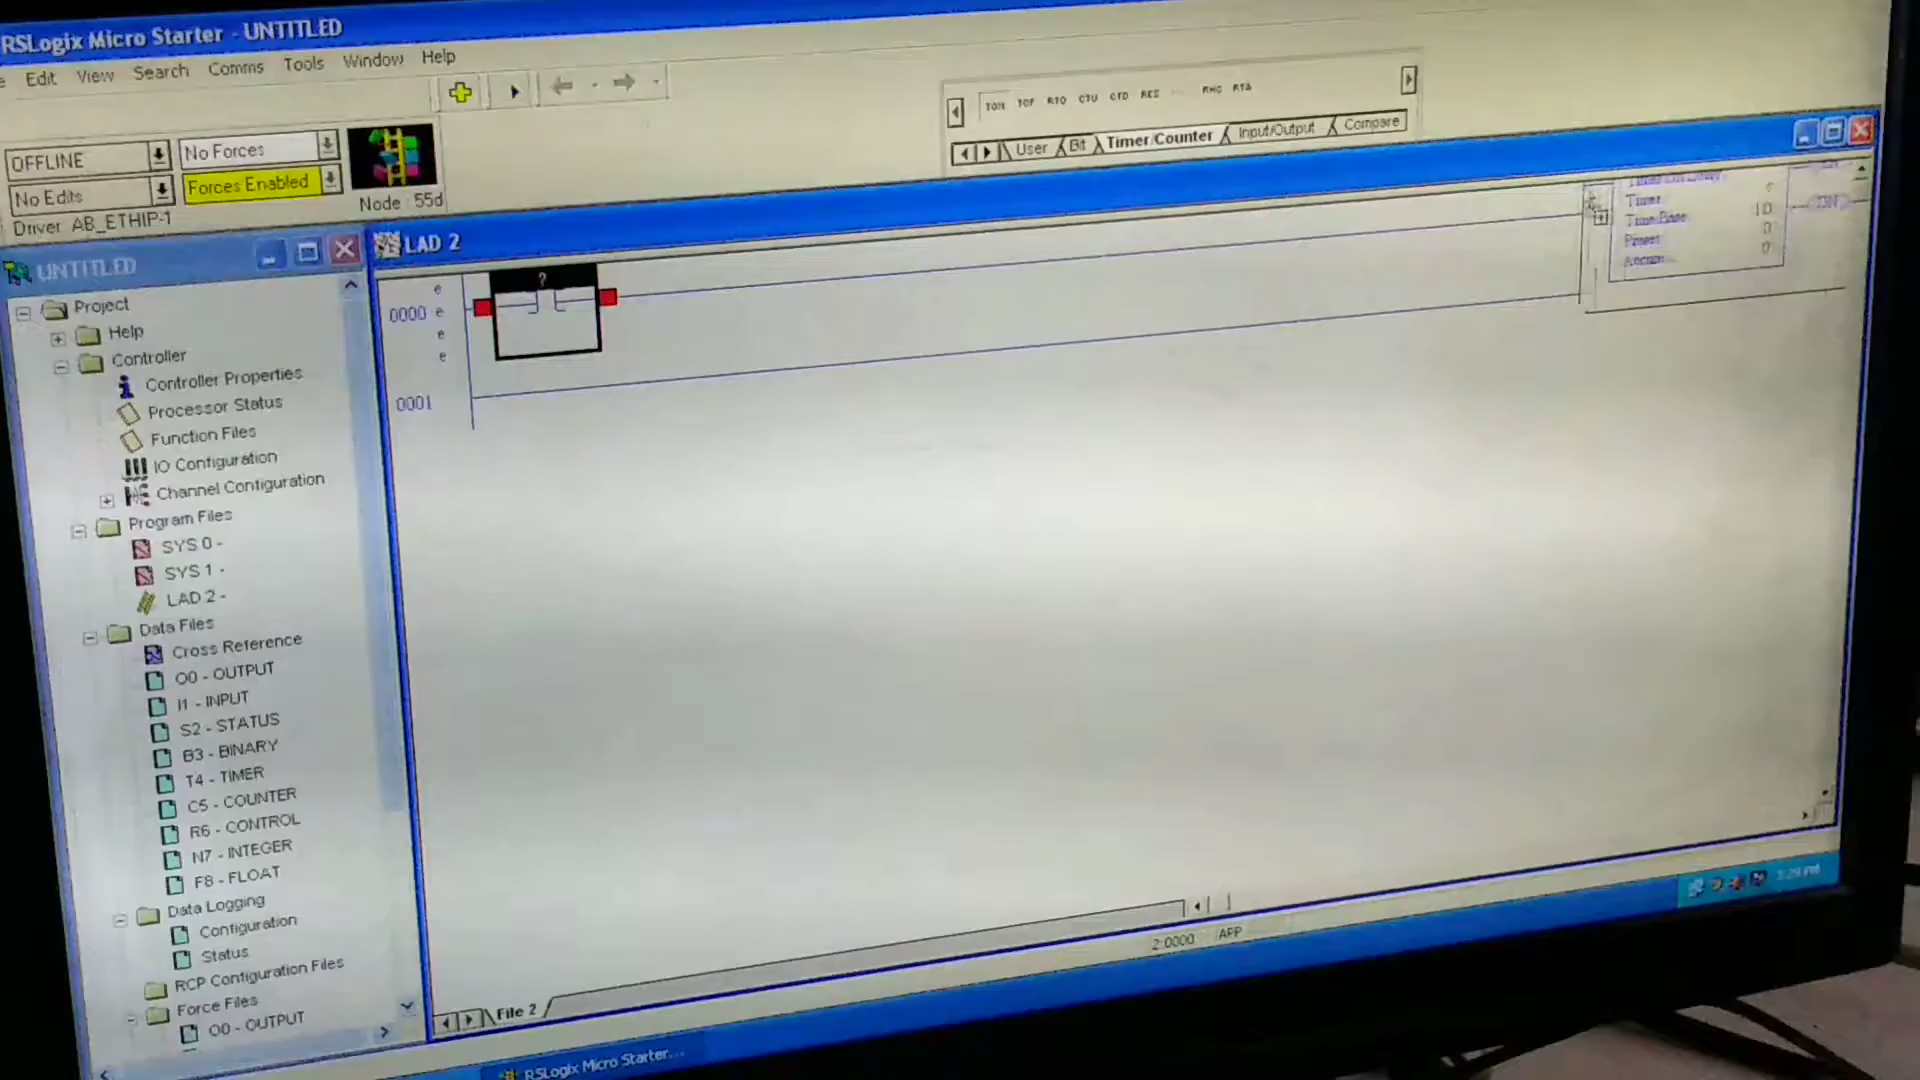 RSLogix Micro Starter - UNTITLED
Edit View Search Comms Tools Window Help
OFFLINE
No Forces
No Edits
Forces Enabled
Driver: AB_ETHIP-1
Node : 55d
TON TOF RTO CTU CTD RES RHC RTA
User Bit Timer/Counter Input/Output Compare
UNTITLED
Project
Help
Controller
Controller Properties
Processor Status
Function Files
IO Configuration
Channel Configuration
Program Files
SYS 0 -
SYS 1 -
LAD 2 -
Data Files
Cross Reference
O0 - OUTPUT
I1 - INPUT
S2 - STATUS
B3 - BINARY
T4 - TIMER
C5 - COUNTER
R6 - CONTROL
N7 - INTEGER
F8 - FLOAT
Data Logging
Configuration
Status
RCP Configuration Files
Force Files
O0 - OUTPUT
LAD 2
?
0000
e
e
e
e
0001
Timer
Time Base 1.0
Preset 0
Accum 0
File 2
2:0000 APP
RSLogix Micro Starter...